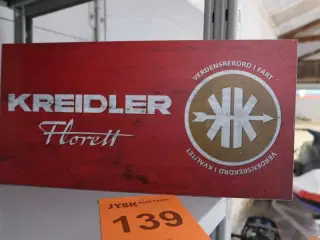 KREIDLER
Florett
VERDENSREKORD I FART
VERDENSREKORD I KVALITET
JYSK
139